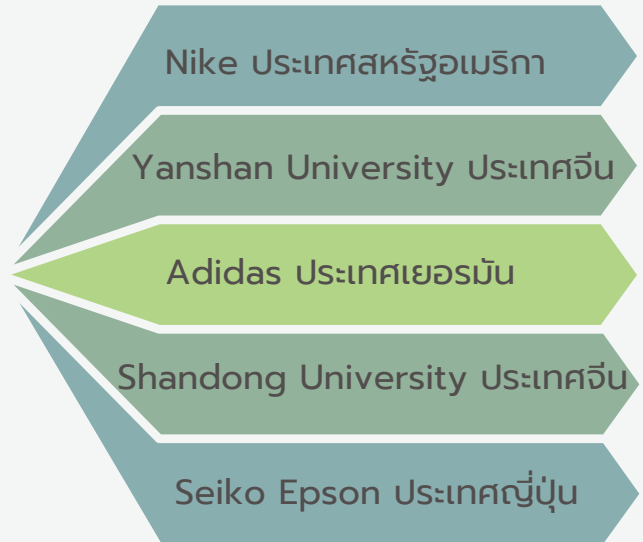 Nike ประเทศสหรัฐอเมริกา
Yanshan University ประเทศจีน
Adidas ประเทศเยอรมัน
Shandong University ประเทศจีน
Seiko Epson ประเทศญี่ปุ่น